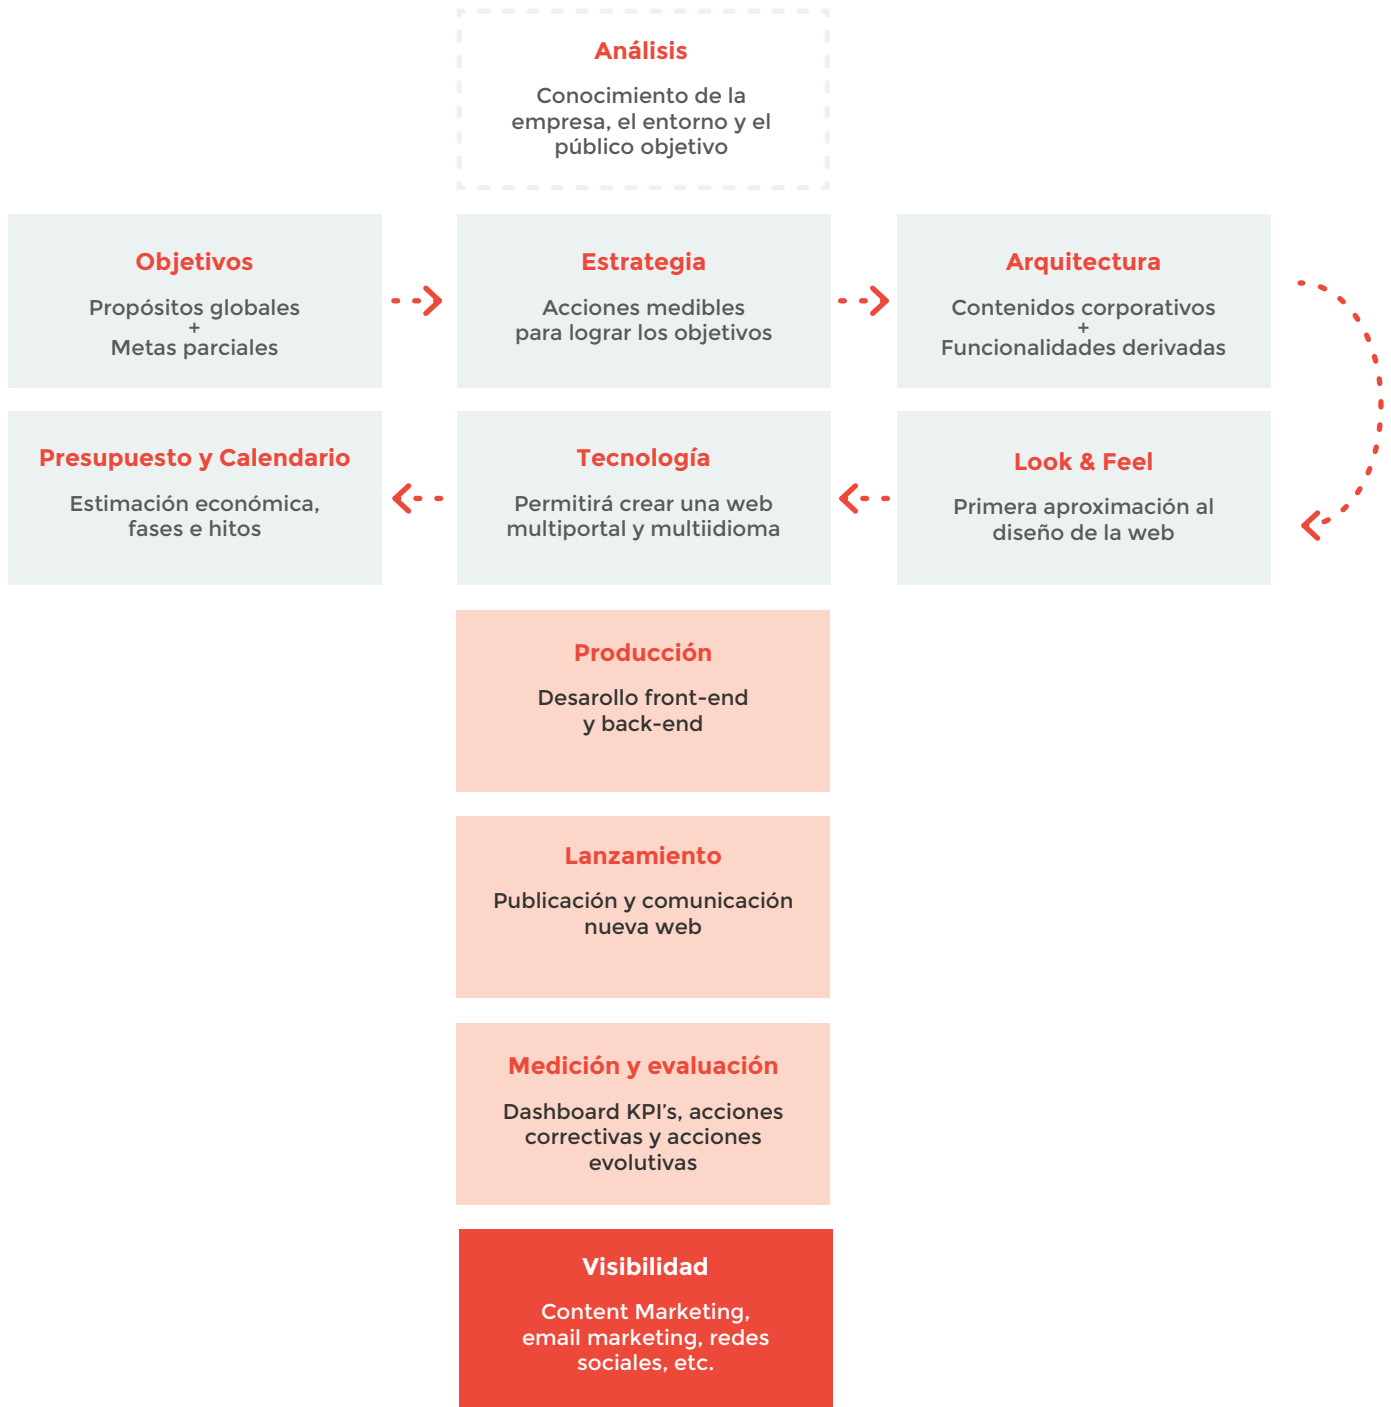 Análisis
Conocimiento de la
empresa, el entorno y el
público objetivo
Objetivos
Propósitos globales
+
Metas parciales
Estrategia
Acciones medibles
para lograr los objetivos
Arquitectura
Contenidos corporativos
+
Funcionalidades derivadas
Presupuesto y Calendario
Estimación económica,
fases e hitos
Tecnología
Permitirá crear una web
multiportal y multiidioma
Look & Feel
Primera aproximación al
diseño de la web
Producción
Desarollo front-end
y back-end
Lanzamiento
Publicación y comunicación
nueva web
Medición y evaluación
Dashboard KPI’s, acciones
correctivas y acciones
evolutivas
Visibilidad
Content Marketing,
email marketing, redes
sociales, etc.